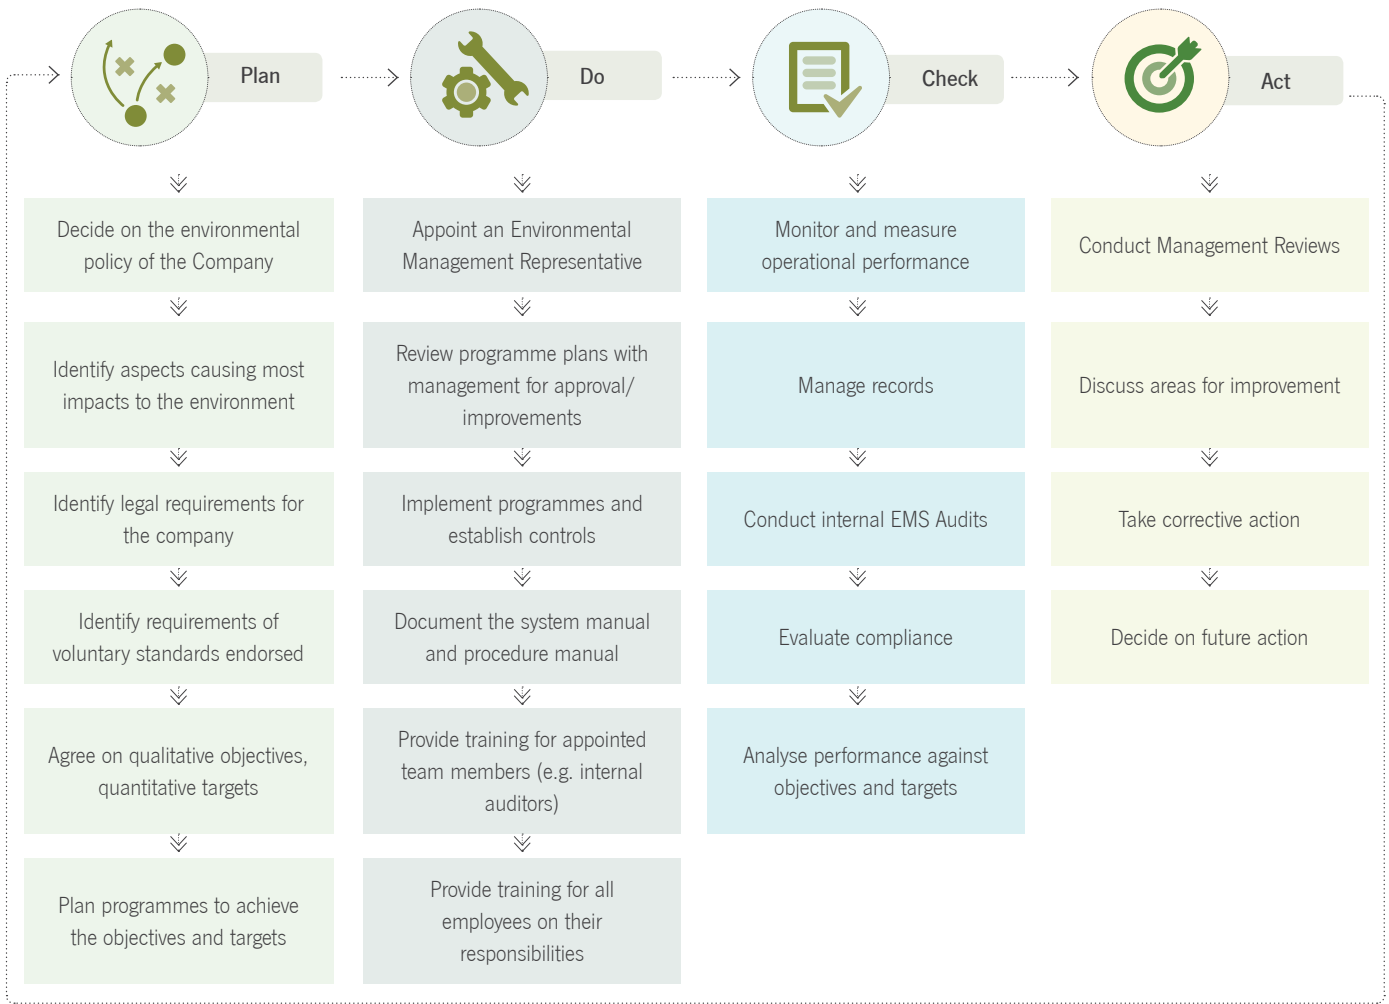 Plan
Do
Check
Act
Decide on the environmental
policy of the Company
Identify aspects causing most
impacts to the environment
Identify legal requirements for
the company
Identify requirements of
voluntary standards endorsed
Agree on qualitative objectives,
quantitative targets
Plan programmes to achieve
the objectives and targets
Appoint an Environmental
Management Representative
Review programme plans with
management for approval/
improvements
Implement programmes and
establish controls
Document the system manual
and procedure manual
Provide training for appointed
team members (e.g. internal
auditors)
Provide training for all
employees on their
responsibilities
Monitor and measure
operational performance
Manage records
Conduct internal EMS Audits
Evaluate compliance
Analyse performance against
objectives and targets
Conduct Management Reviews
Discuss areas for improvement
Take corrective action
Decide on future action